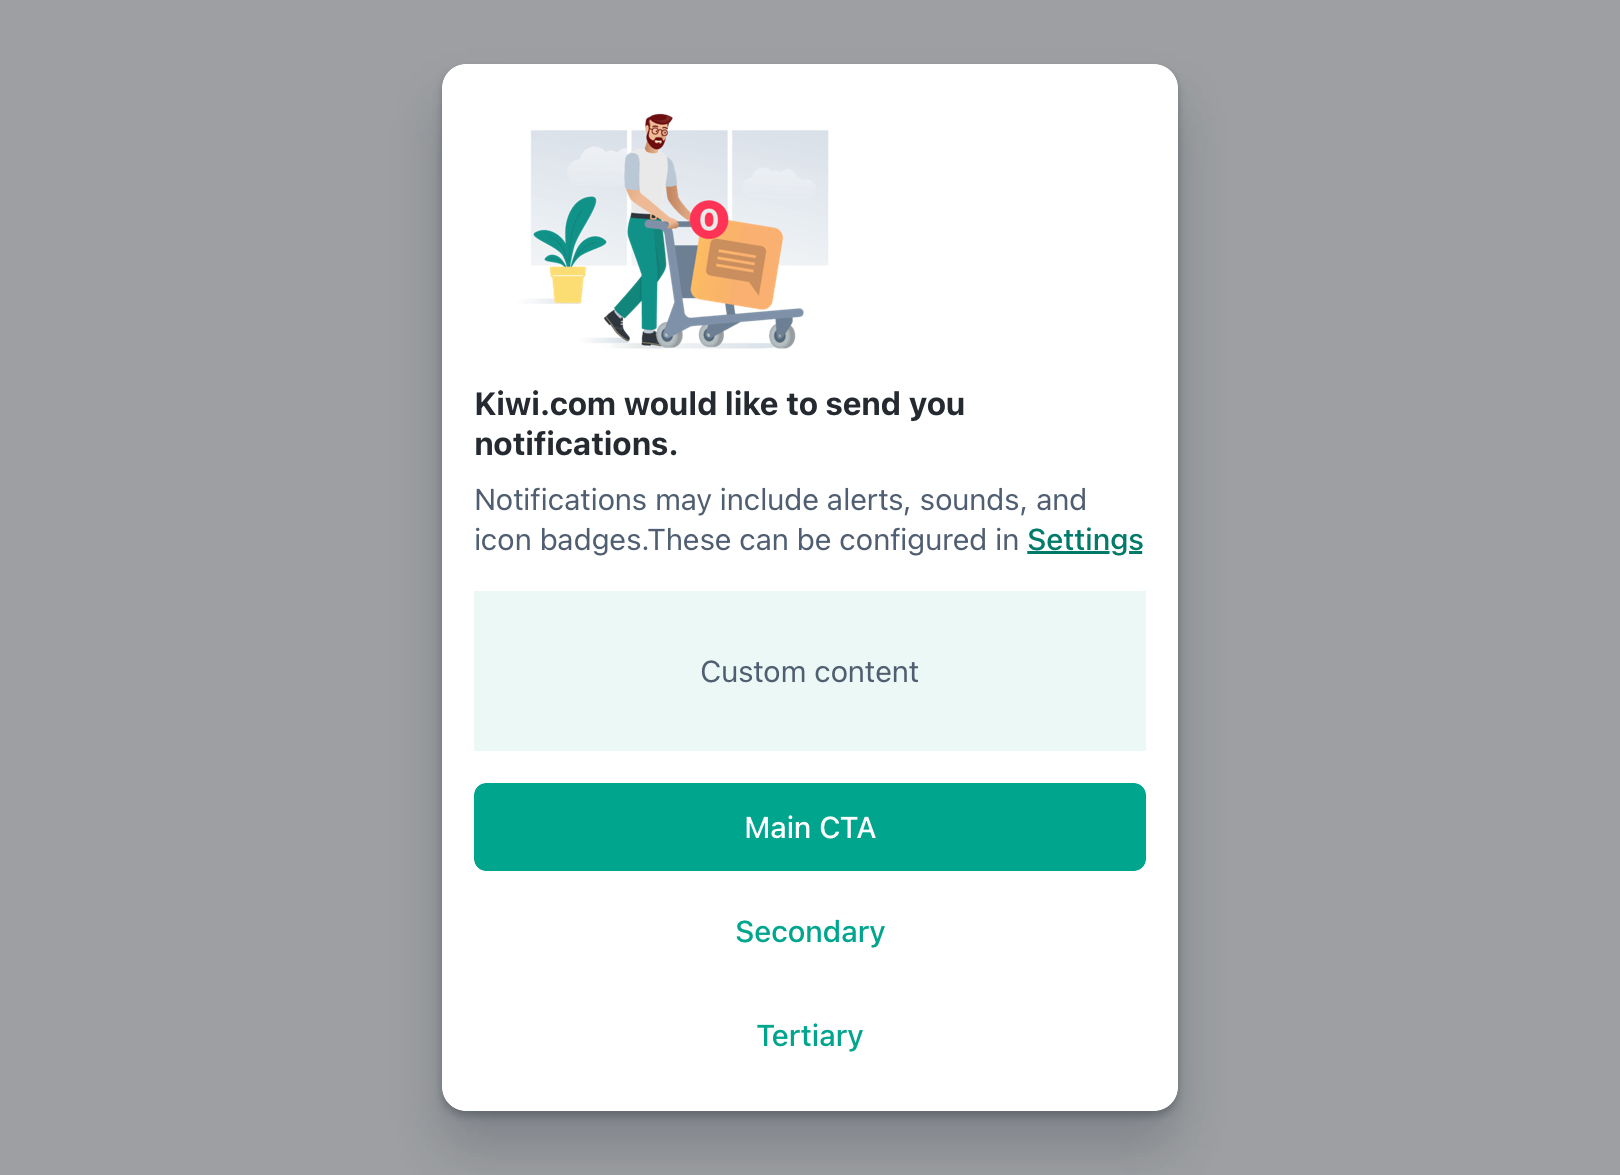 0
Kiwi.com would like to send you
notifications.
Notifications may include alerts, sounds, and
icon badges.These can be configured in Settings
Custom content
Main CTA
Secondary
Tertiary